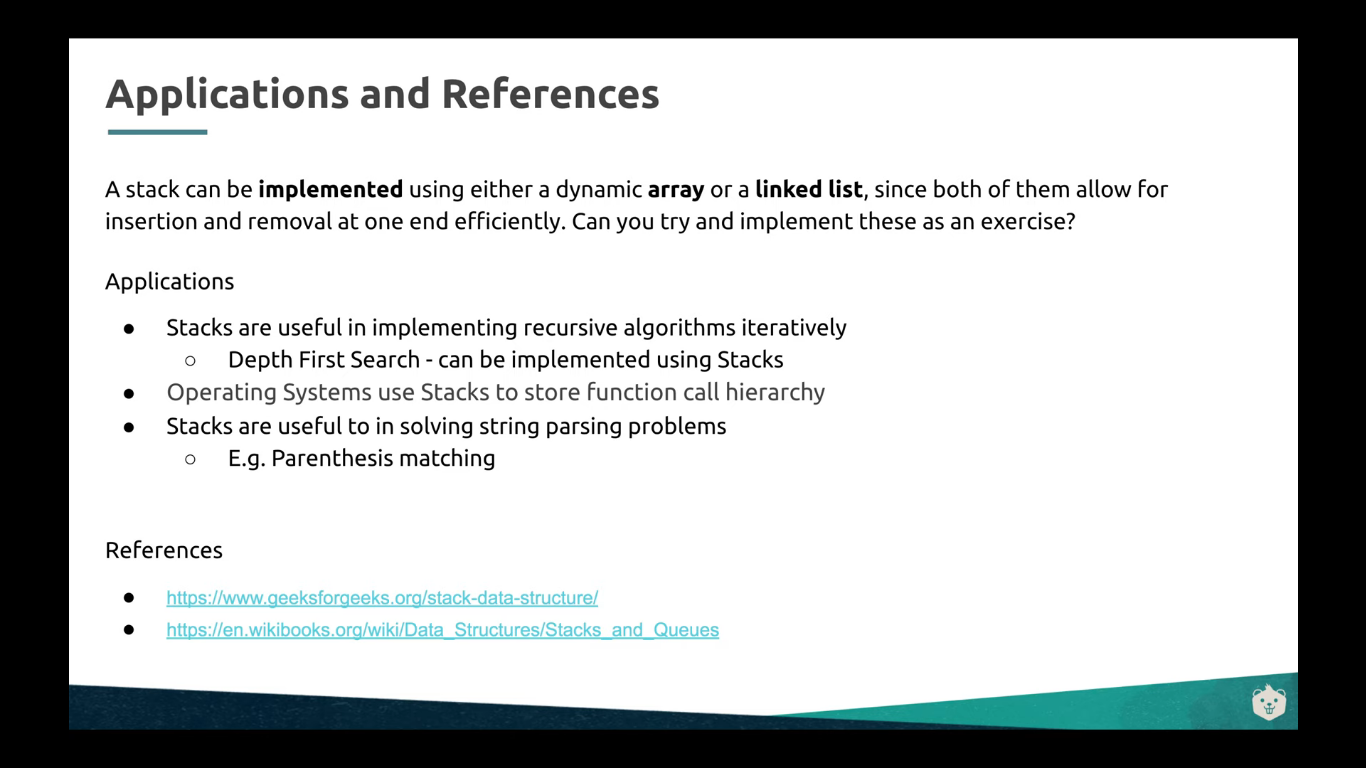 Applications and References
A stack can be implemented using either a dynamic array or a linked list, since both of them allow for
insertion and removal at one end efficiently. Can you try and implement these as an exercise?
Applications
● Stacks are useful in implementing recursive algorithms iteratively
○ Depth First Search - can be implemented using Stacks
● Operating Systems use Stacks to store function call hierarchy
● Stacks are useful to in solving string parsing problems
○ E.g. Parenthesis matching
References
● https://www.geeksforgeeks.org/stack-data-structure/
● https://en.wikibooks.org/wiki/Data_Structures/Stacks_and_Queues